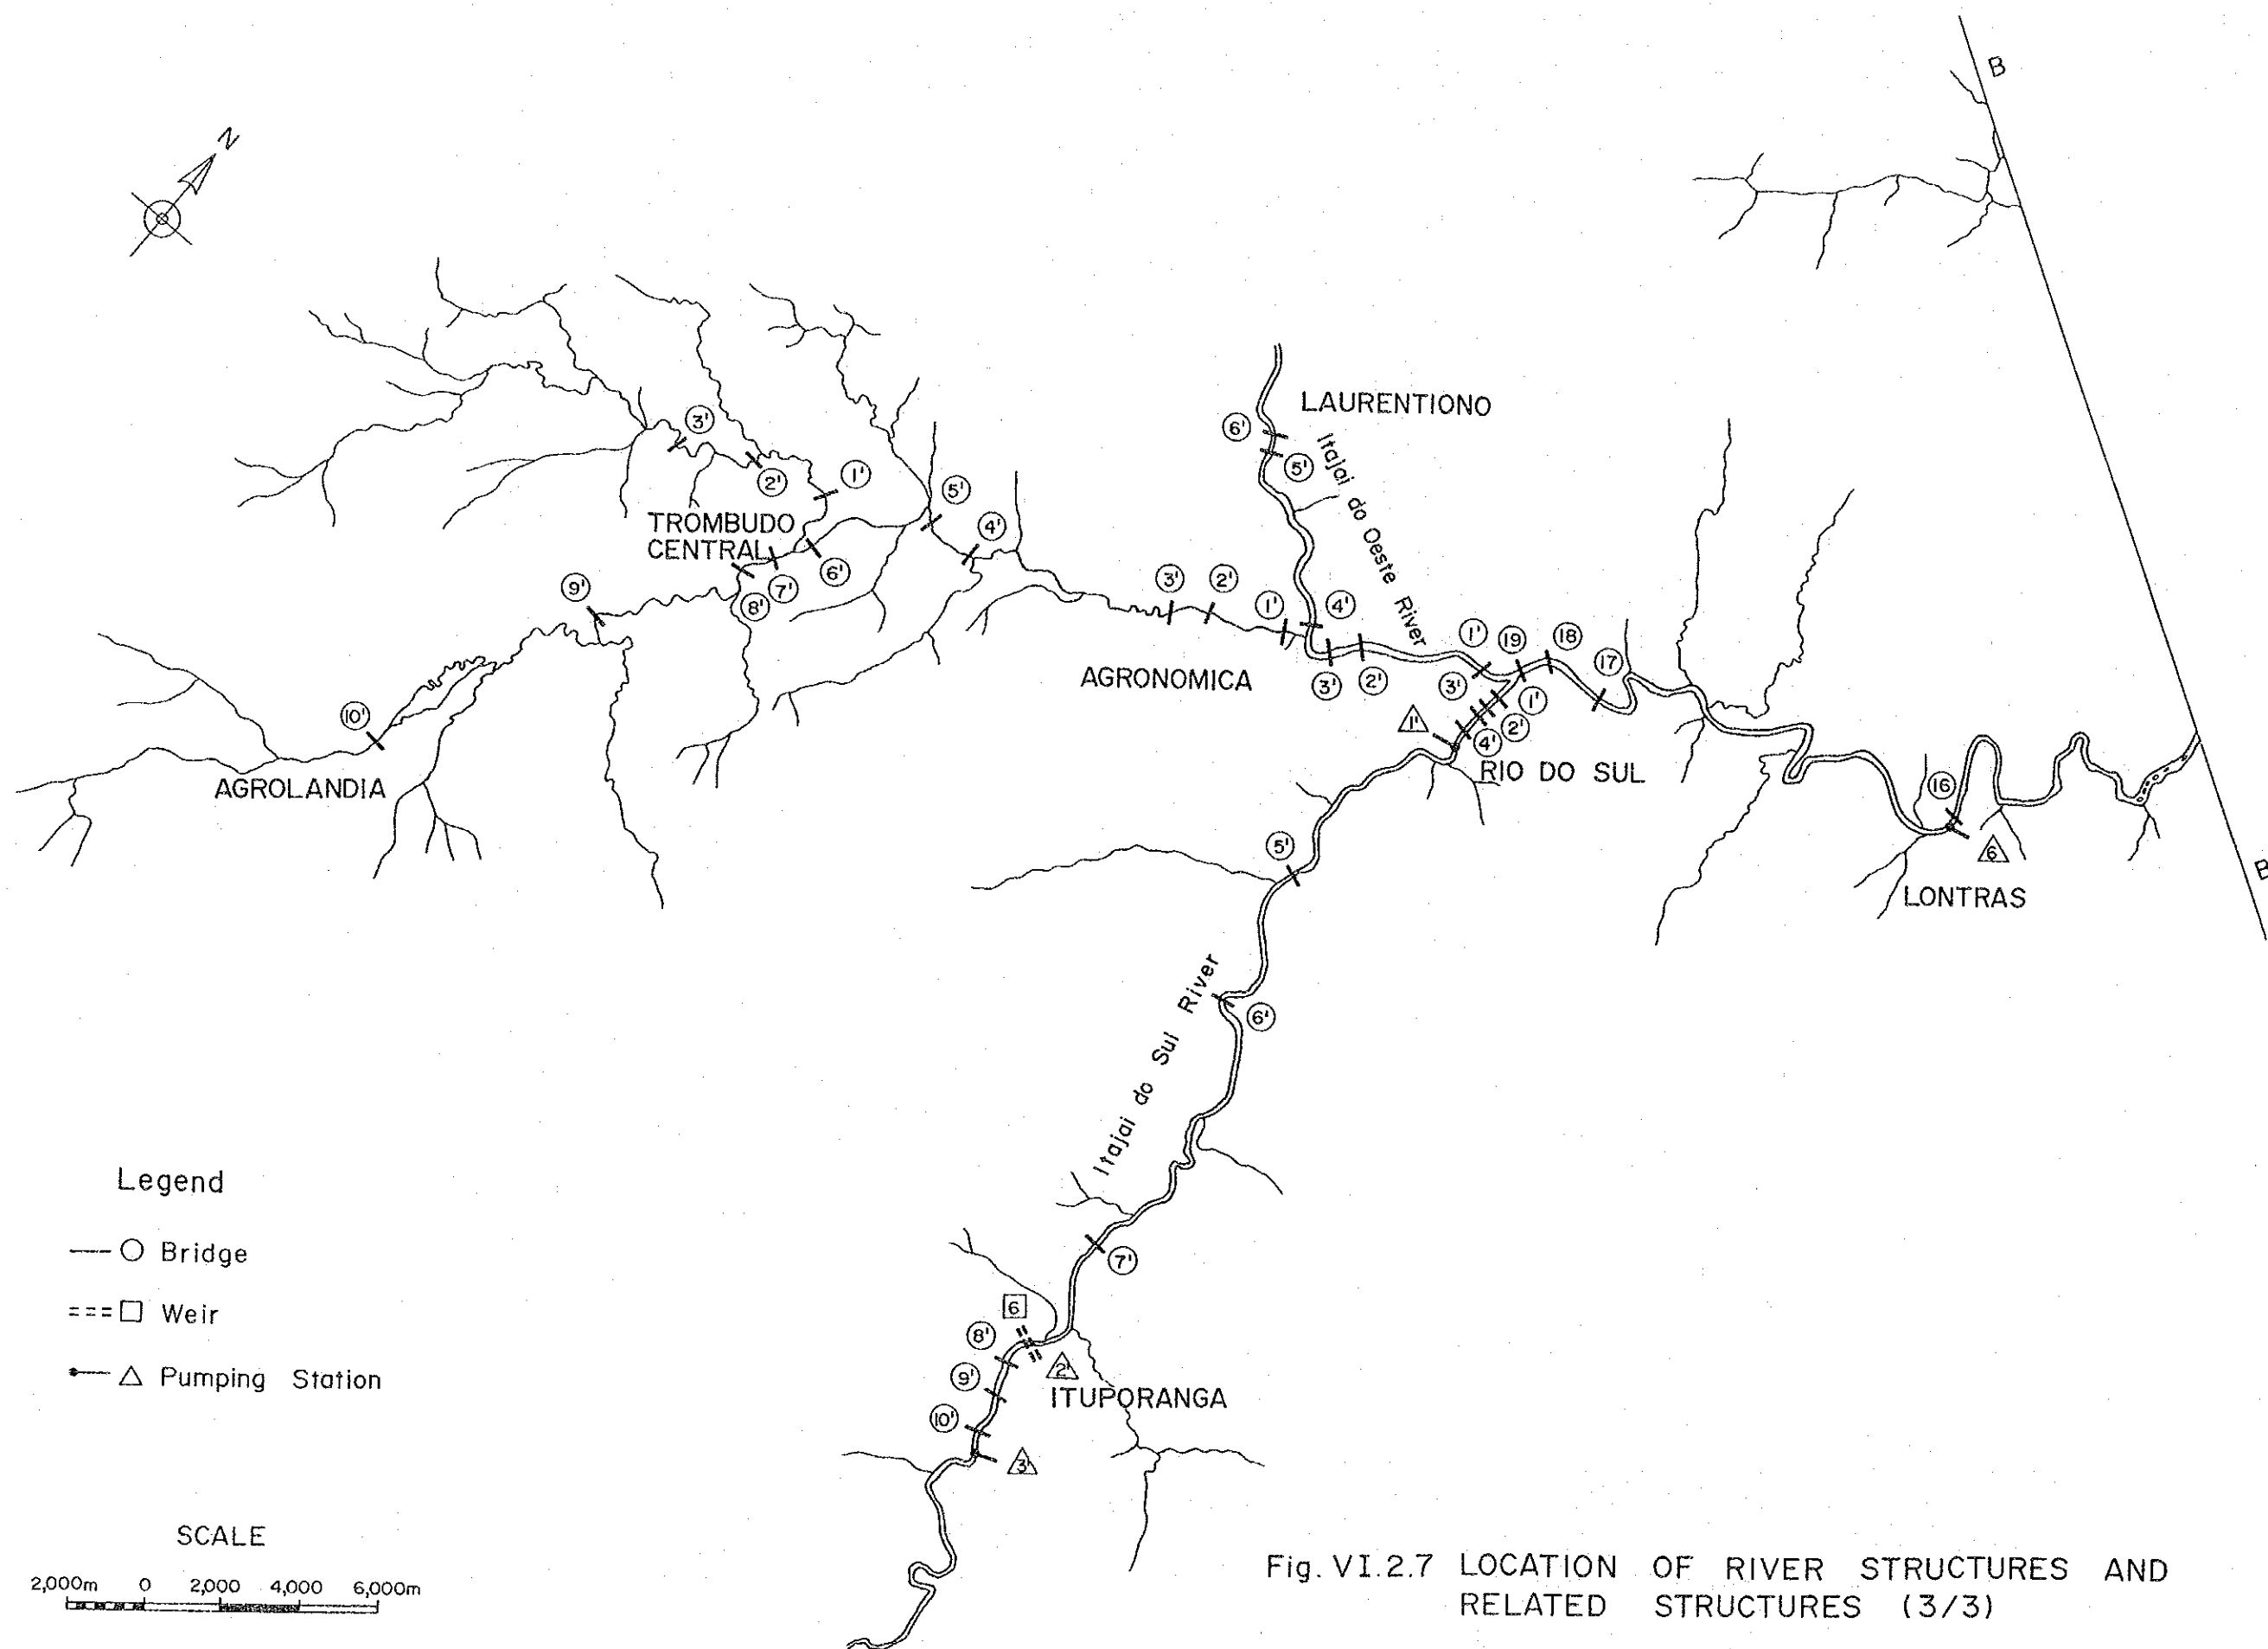 B
N
LAURENTIONO
6'
3'
Itajai do Oeste River
5'
2'
1'
5'
TROMBUDO
CENTRAL
4'
3'
2'
1'
4'
6'
7'
9'
8'
1'
19
18
17
AGRONOMICA
3'
2'
3'
1'
10'
1'
2'
4'
RIO DO SUL
AGROLANDIA
16
5'
6
B
LONTRAS
Itajai do Sul River
6'
Legend
Bridge
7'
6
Weir
8'
2'
Pumping Station
9'
ITUPORANGA
10'
3'
SCALE
2,000m 0 2,000 4,000 6,000m
Fig. VI.2.7 LOCATION OF RIVER STRUCTURES AND
RELATED STRUCTURES (3/3)